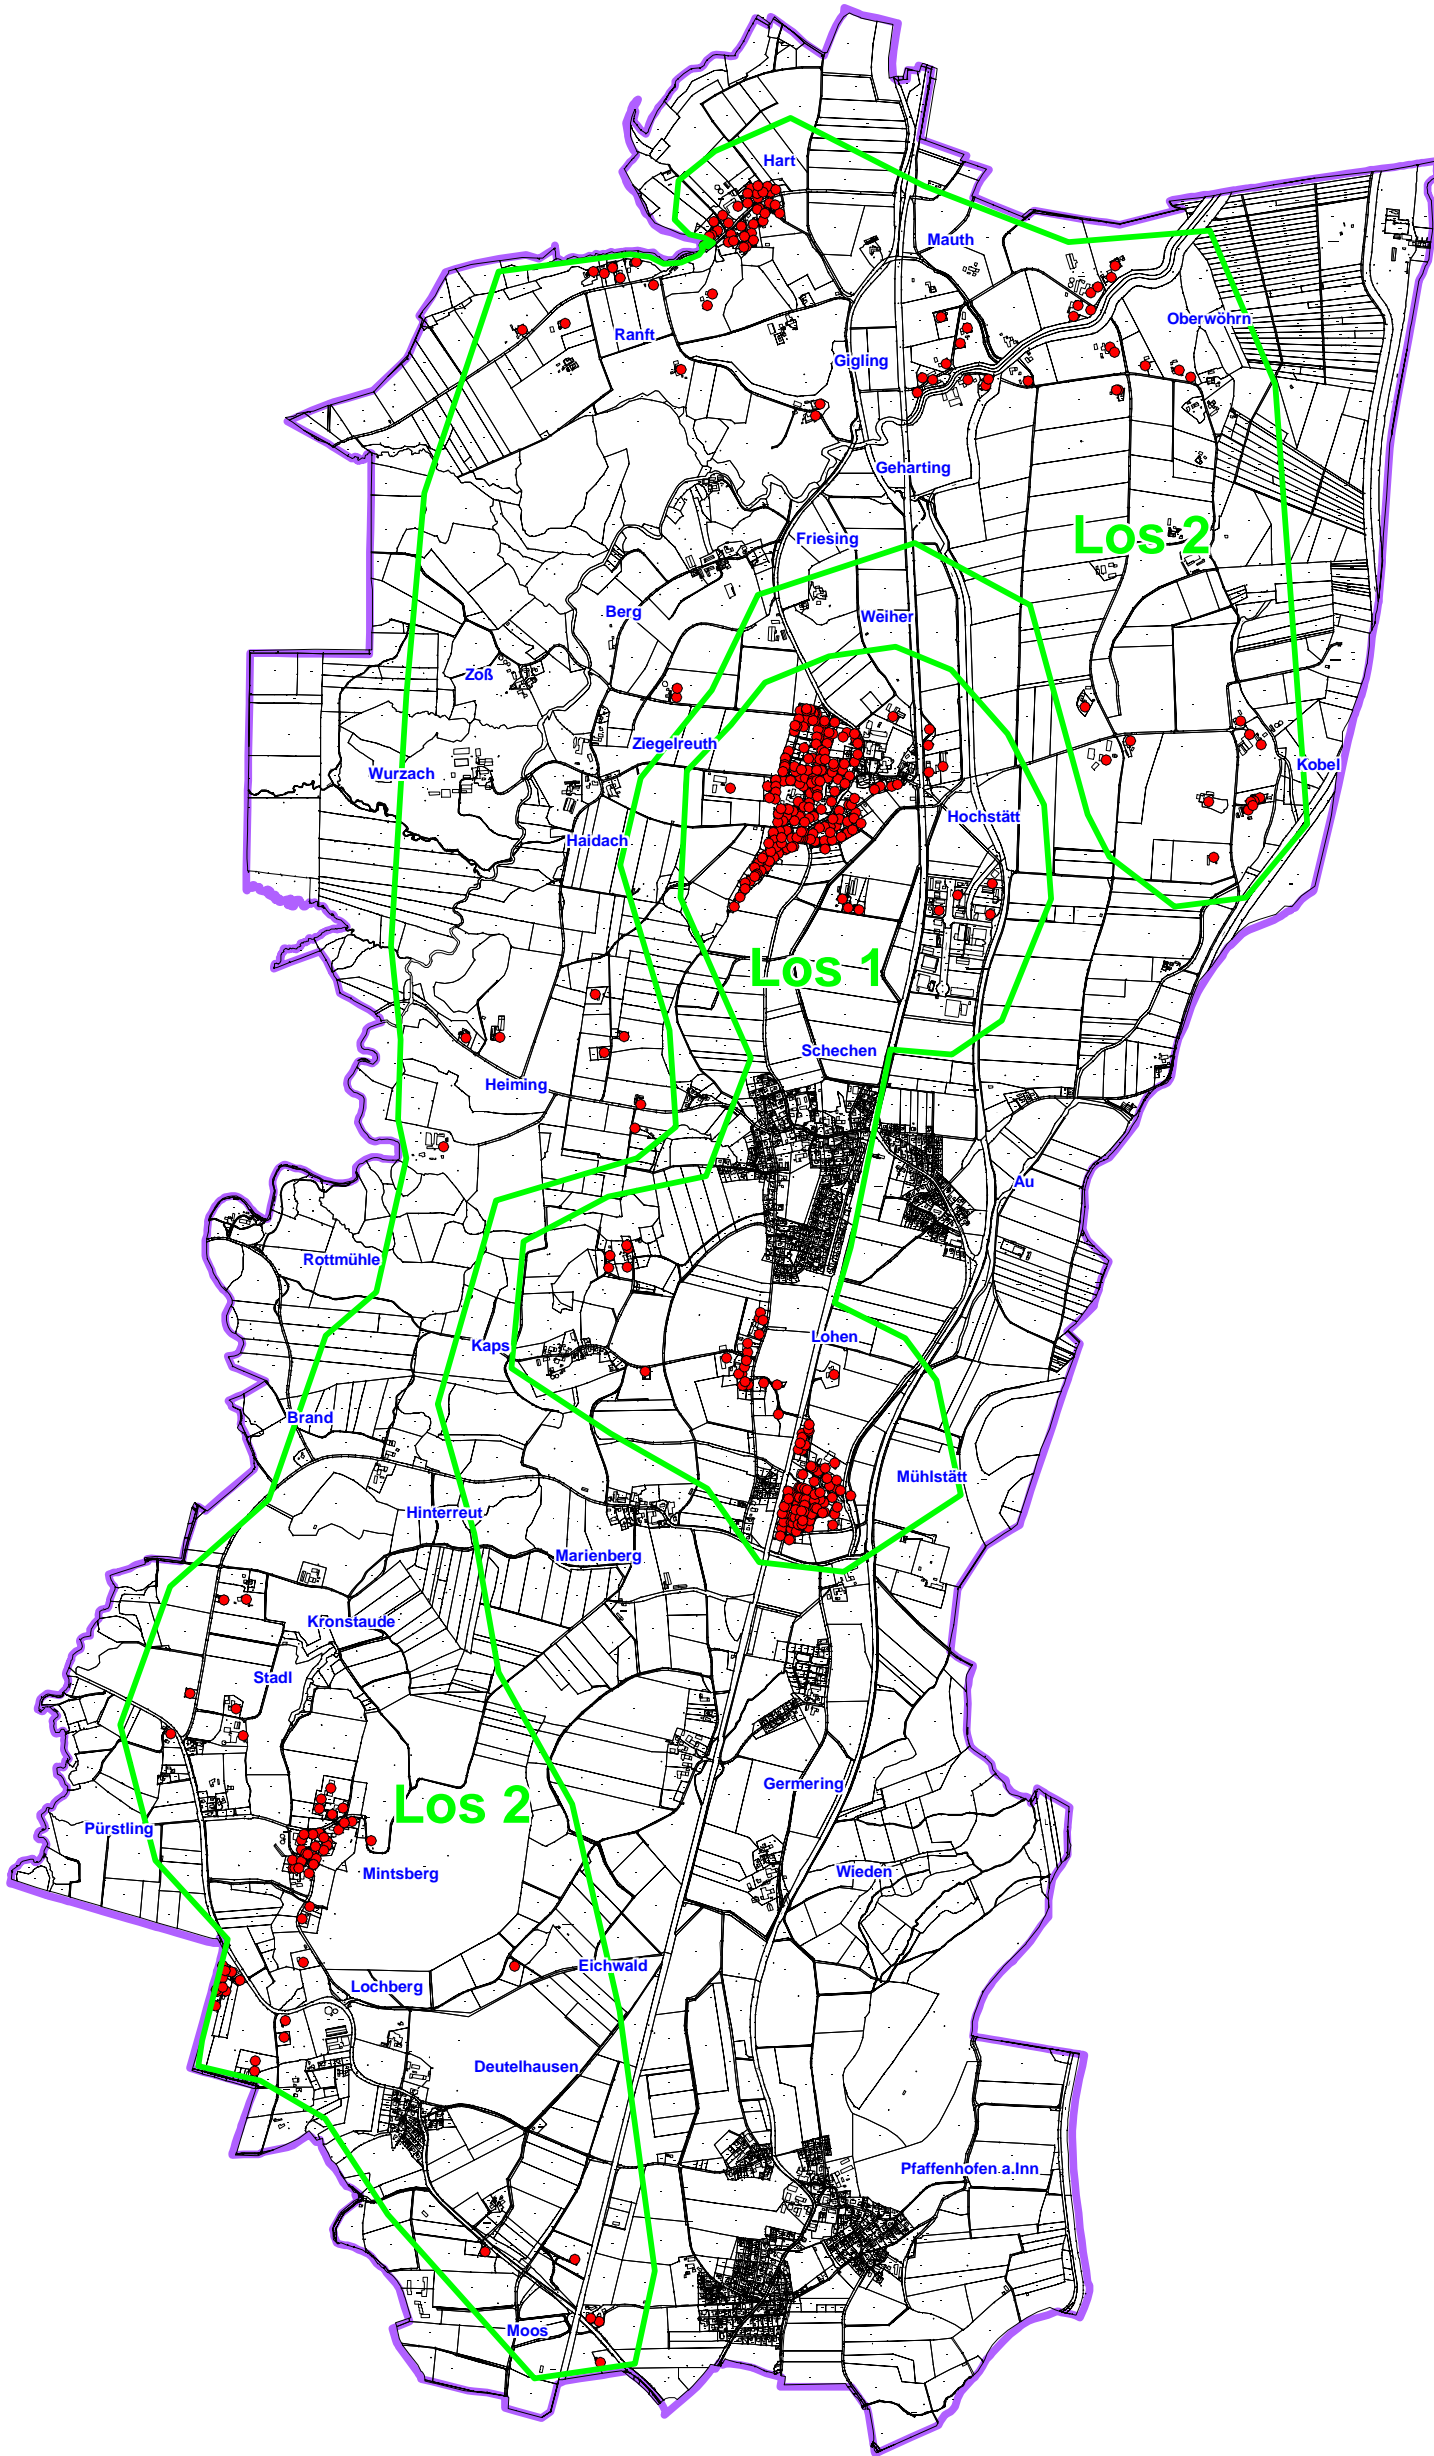 Hart
Mauth
Oberwöhrn
Ranft
Gigling
Geharting
Los 2
Friesing
Berg
Weiher
Zöß
Ziegelreuth
Wurzach
Kobel
Hochstätt
Haidach
Los 1
Schechen
Heiming
Au
Rottmühle
Lohen
Kaps
Brand
Mühlstätt
Hinterreut
Marienberg
Kronstaude
Stadl
Germering
Los 2
Pürstling
Mintsberg
Wieden
Eichwald
Lochberg
Deutelhausen
Pfaffenhofen a.Inn
Moos